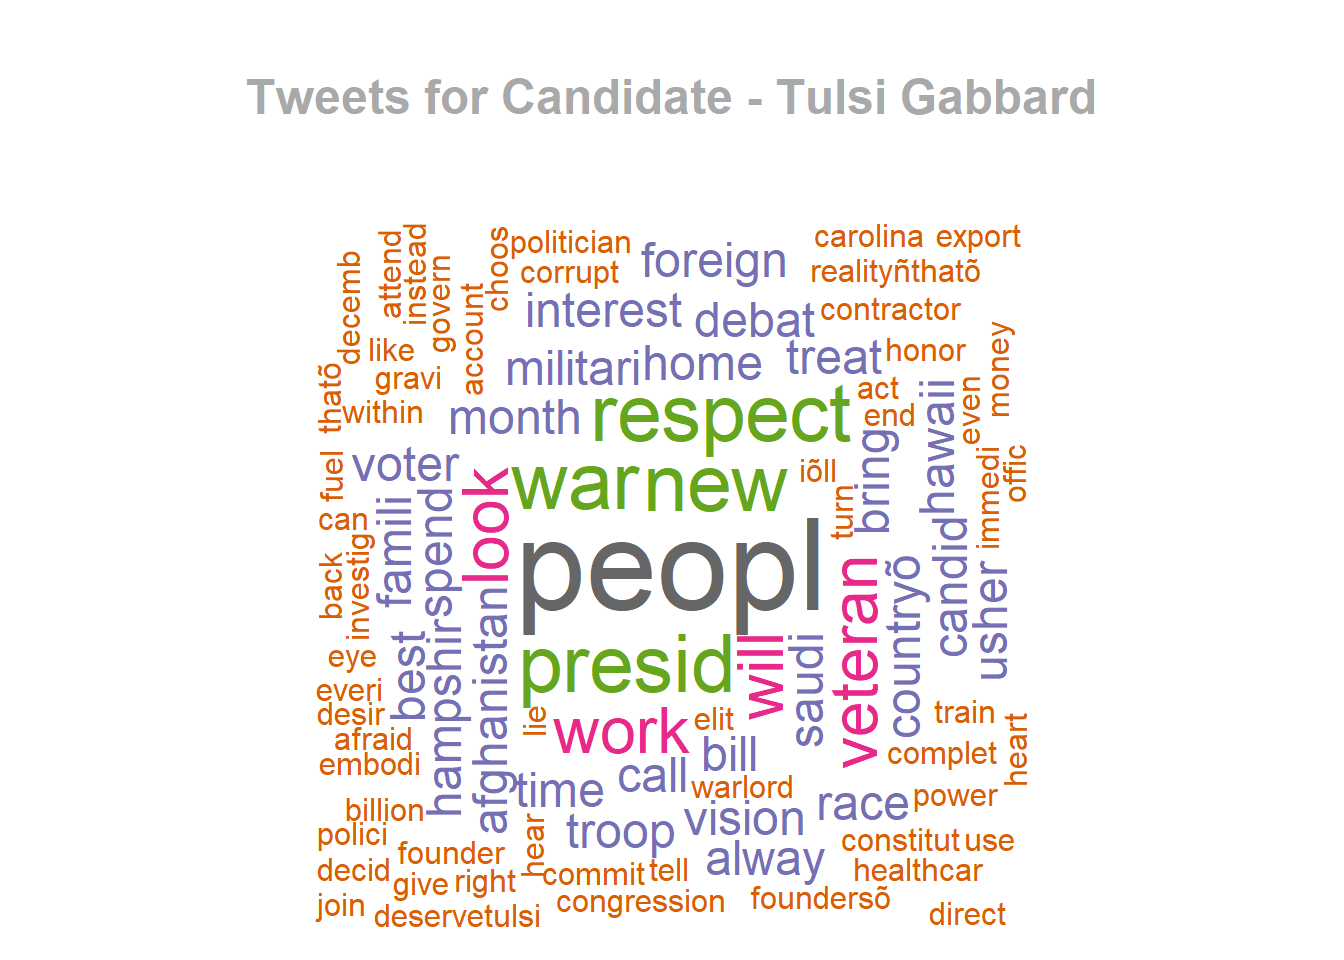 Tweets for Candidate - Tulsi Gabbard
politician
carolina
export
foreign
corrupt
realityñthatõ
choos
instead
attend
decemb
govern
account
interest
debat
contractor
like
militari
home
treat
honor
money
gravi
thatõ
within
month
respect
act
end
even
hawaii
voter
war
new
iõll
bring
fuel
look
turn
immedi
offic
can
famili
spend
peopl
candid
usher
back
investig
veteran
countryõ
eye
best
hampshir
afghanistan
presid
will
saudi
everi
desir
lie
work
elit
train
afraid
bill
complet
heart
embodi
time
call
warlord
race
power
billion
troop
vision
polici
founder
hear
alway
constitut
use
decid
give
right
commit
tell
healthcar
join
deservetulsi
congression
foundersõ
direct